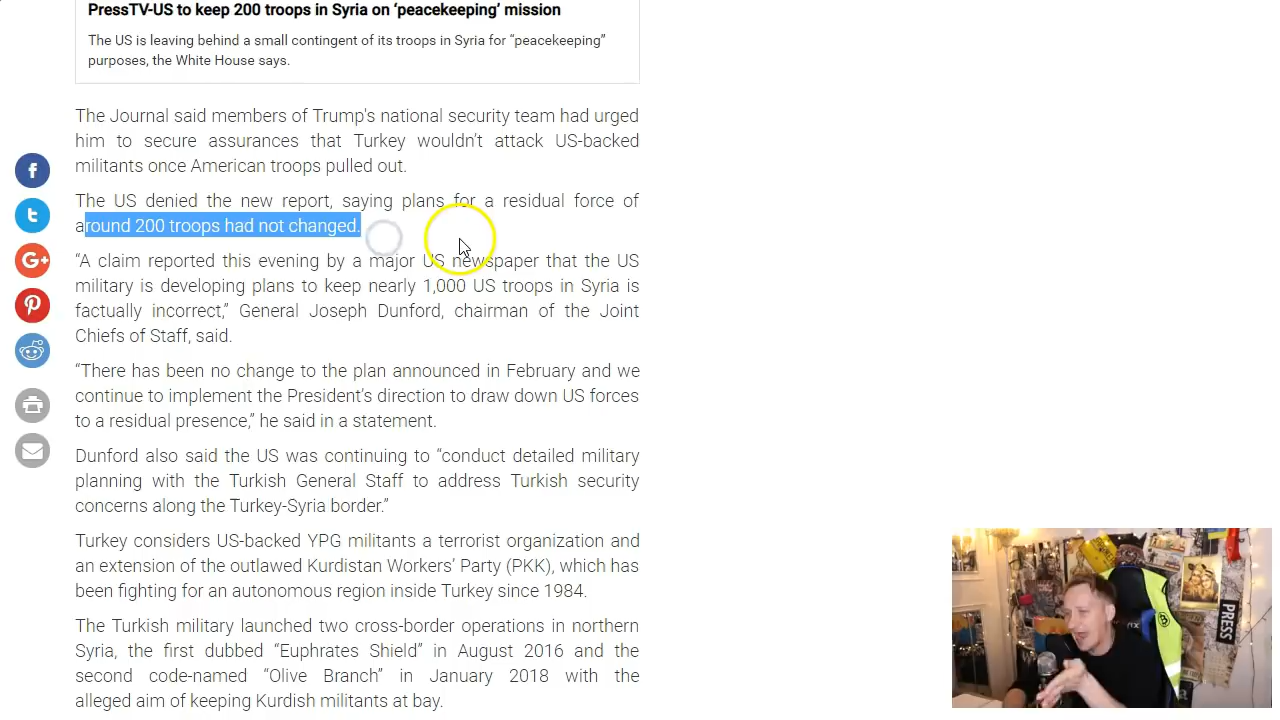 PressTV-US to keep 200 troops in Syria on ‘peacekeeping’ mission
The US is leaving behind a small contingent of its troops in Syria for “peacekeeping”
purposes, the White House says.
The Journal said members of Trump's national security team had urged
him to secure assurances that Turkey wouldn’t attack US-backed
militants once American troops pulled out.
The US denied the new report, saying plans for a residual force of
around 200 troops had not changed.
“A claim reported this evening by a major US newspaper that the US
military is developing plans to keep nearly 1,000 US troops in Syria is
factually incorrect,” General Joseph Dunford, chairman of the Joint
Chiefs of Staff, said.
“There has been no change to the plan announced in February and we
continue to implement the President’s direction to draw down US forces
to a residual presence,” he said in a statement.
Dunford also said the US was continuing to “conduct detailed military
planning with the Turkish General Staff to address Turkish security
concerns along the Turkey-Syria border.”
Turkey considers US-backed YPG militants a terrorist organization and
an extension of the outlawed Kurdistan Workers’ Party (PKK), which has
been fighting for an autonomous region inside Turkey since 1984.
The Turkish military launched two cross-border operations in northern
Syria, the first dubbed “Euphrates Shield” in August 2016 and the
second code-named “Olive Branch” in January 2018 with the
alleged aim of keeping Kurdish militants at bay.
PRESS